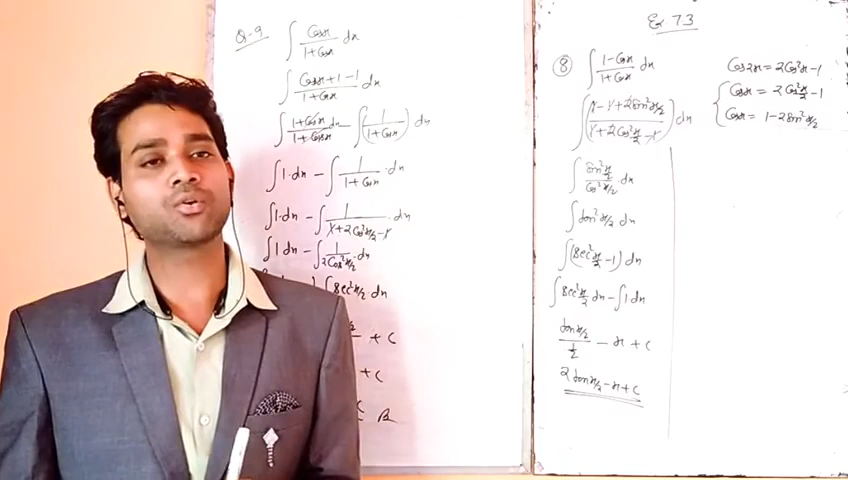 Q-9 ∫ Cosx/(1+Cosx) dx
∫ (Cosx+1-1)/(1+Cosx) dx
∫ (1+Cosx)/(1+Cosx) dx - ∫ (1/(1+Cosx)) dx
∫1·dx - ∫ 1/(1+Cosx) ·dx
∫1·dx - ∫ 1/(1+2Cos²x/2-1) ·dx
∫1 dx - ∫ 1/(2Cos²x/2) ·dx
∫Sec²x/2 dx
+ C
+ C
Ex 7.3
(8) ∫ (1-Cosx)/(1+Cosx) dx
∫ ((1-1+2Sin²x/2)/(1+2Cos²x/2-1)) dx
∫ (Sin²x/2)/(Cos²x/2) ·dx
∫tan²x/2 dx
∫(Sec²x/2-1) dx
∫Sec²x/2 dx - ∫1 dx
(tanx/2)/(1/2) - x + C
2tanx/2 - x + C
Cos2x = 2Cos²x-1
Cosx = 2Cos²x/2-1
Cosx = 1-2Sin²x/2